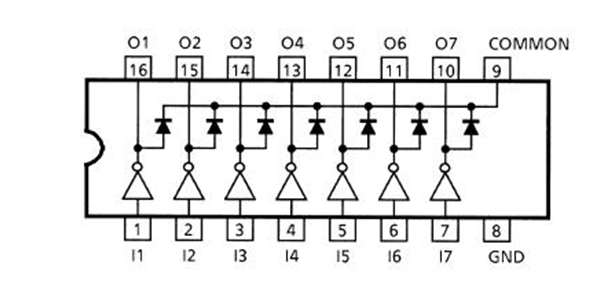 O1 O2 O3 O4 O5 O6 O7 COMMON
16 15 14 13 12 11 10 9
1 2 3 4 5 6 7 8
I1 I2 I3 I4 I5 I6 I7 GND